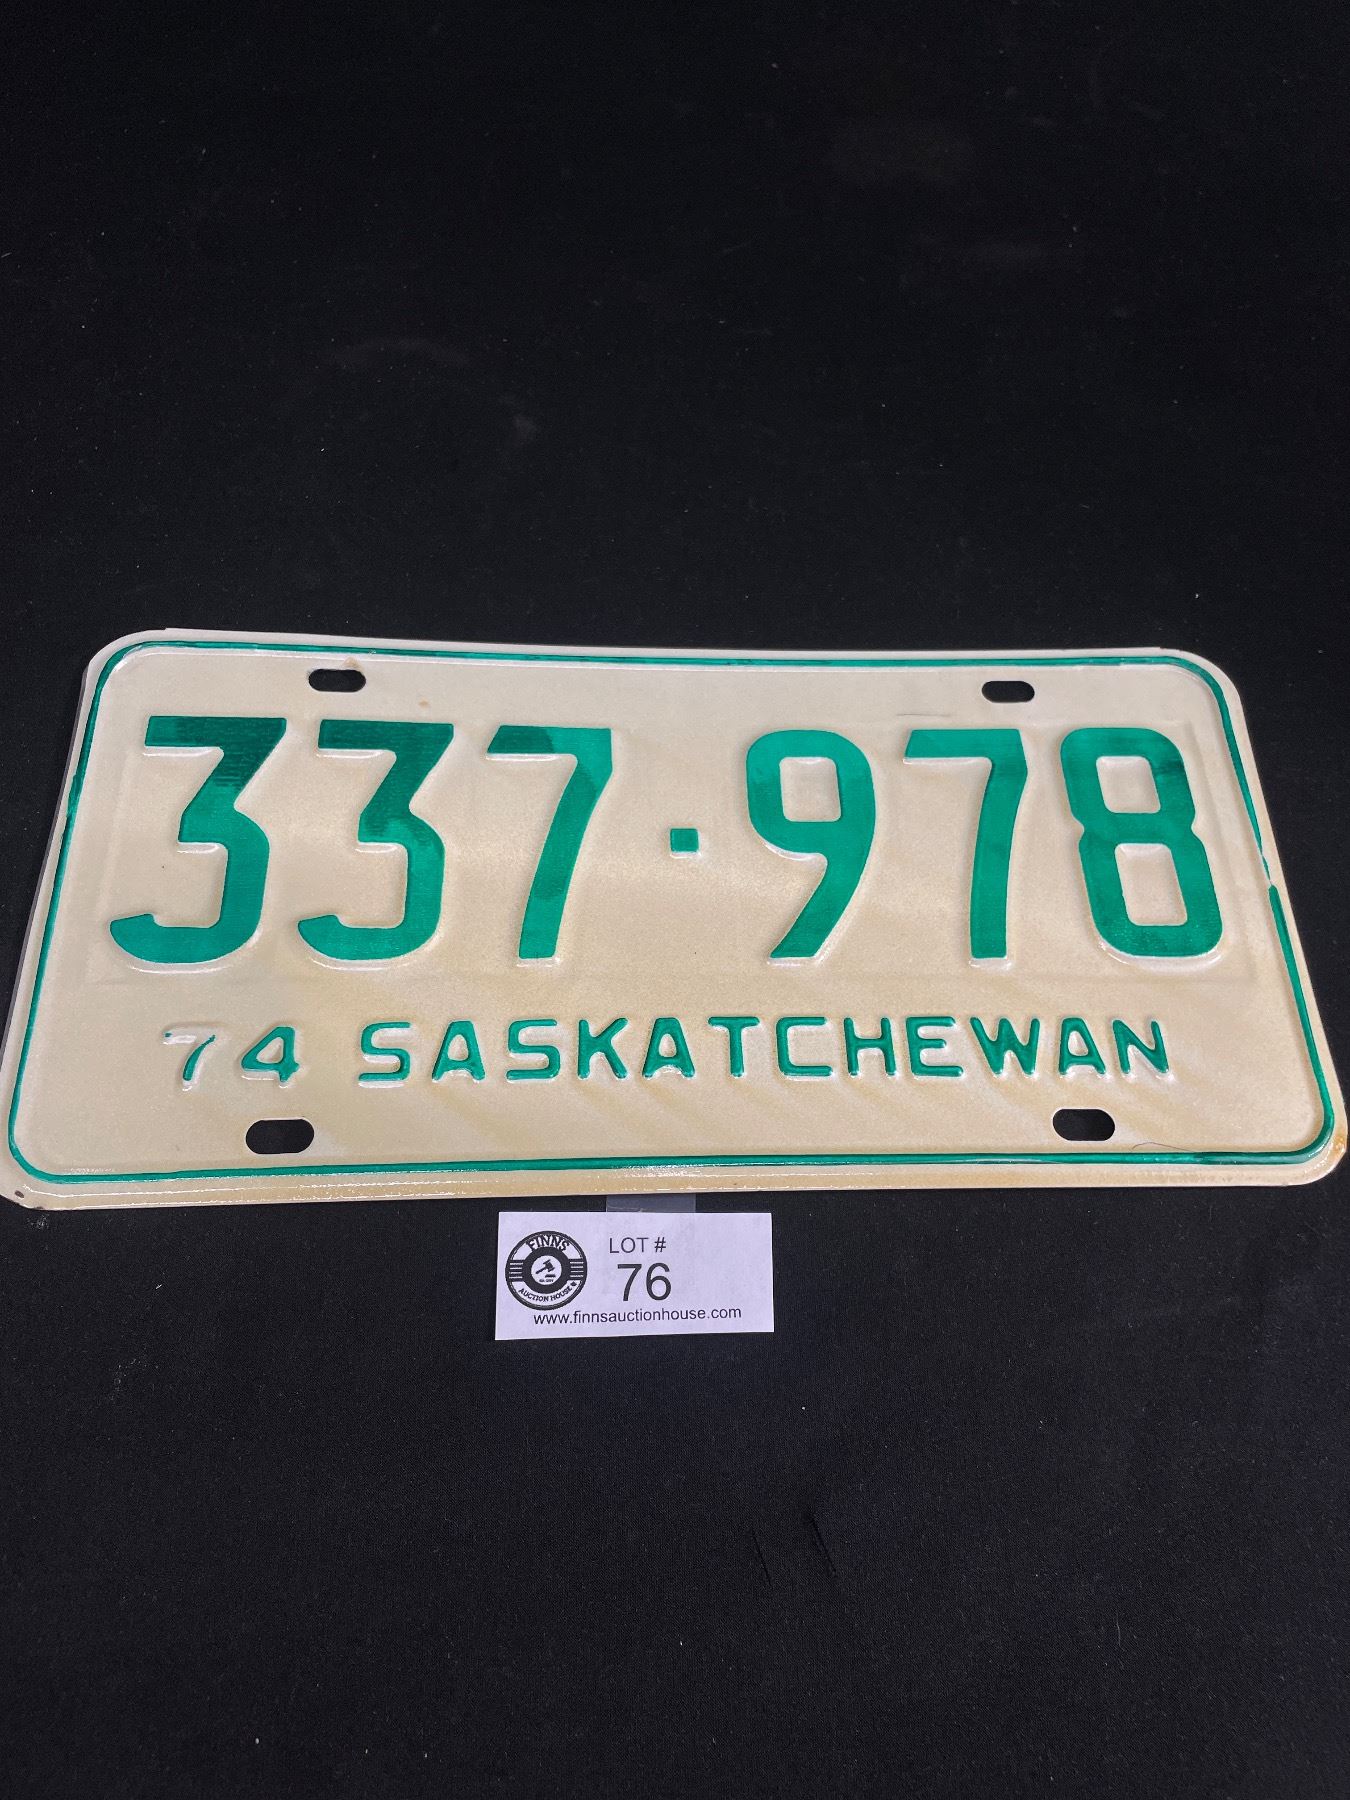 337·978
74 SASKATCHEWAN
FINNS
AUCTION HOUSE
LOT #
76
www.finnsauctionhouse.com